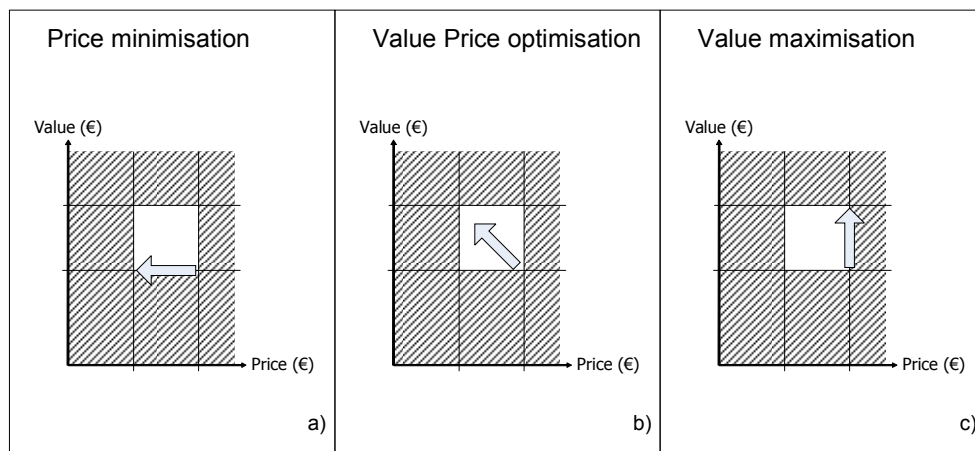 Price minimisation
Value (€)
Price (€)
a)
Value Price optimisation
Value (€)
Price (€)
b)
Value maximisation
Value (€)
Price (€)
c)